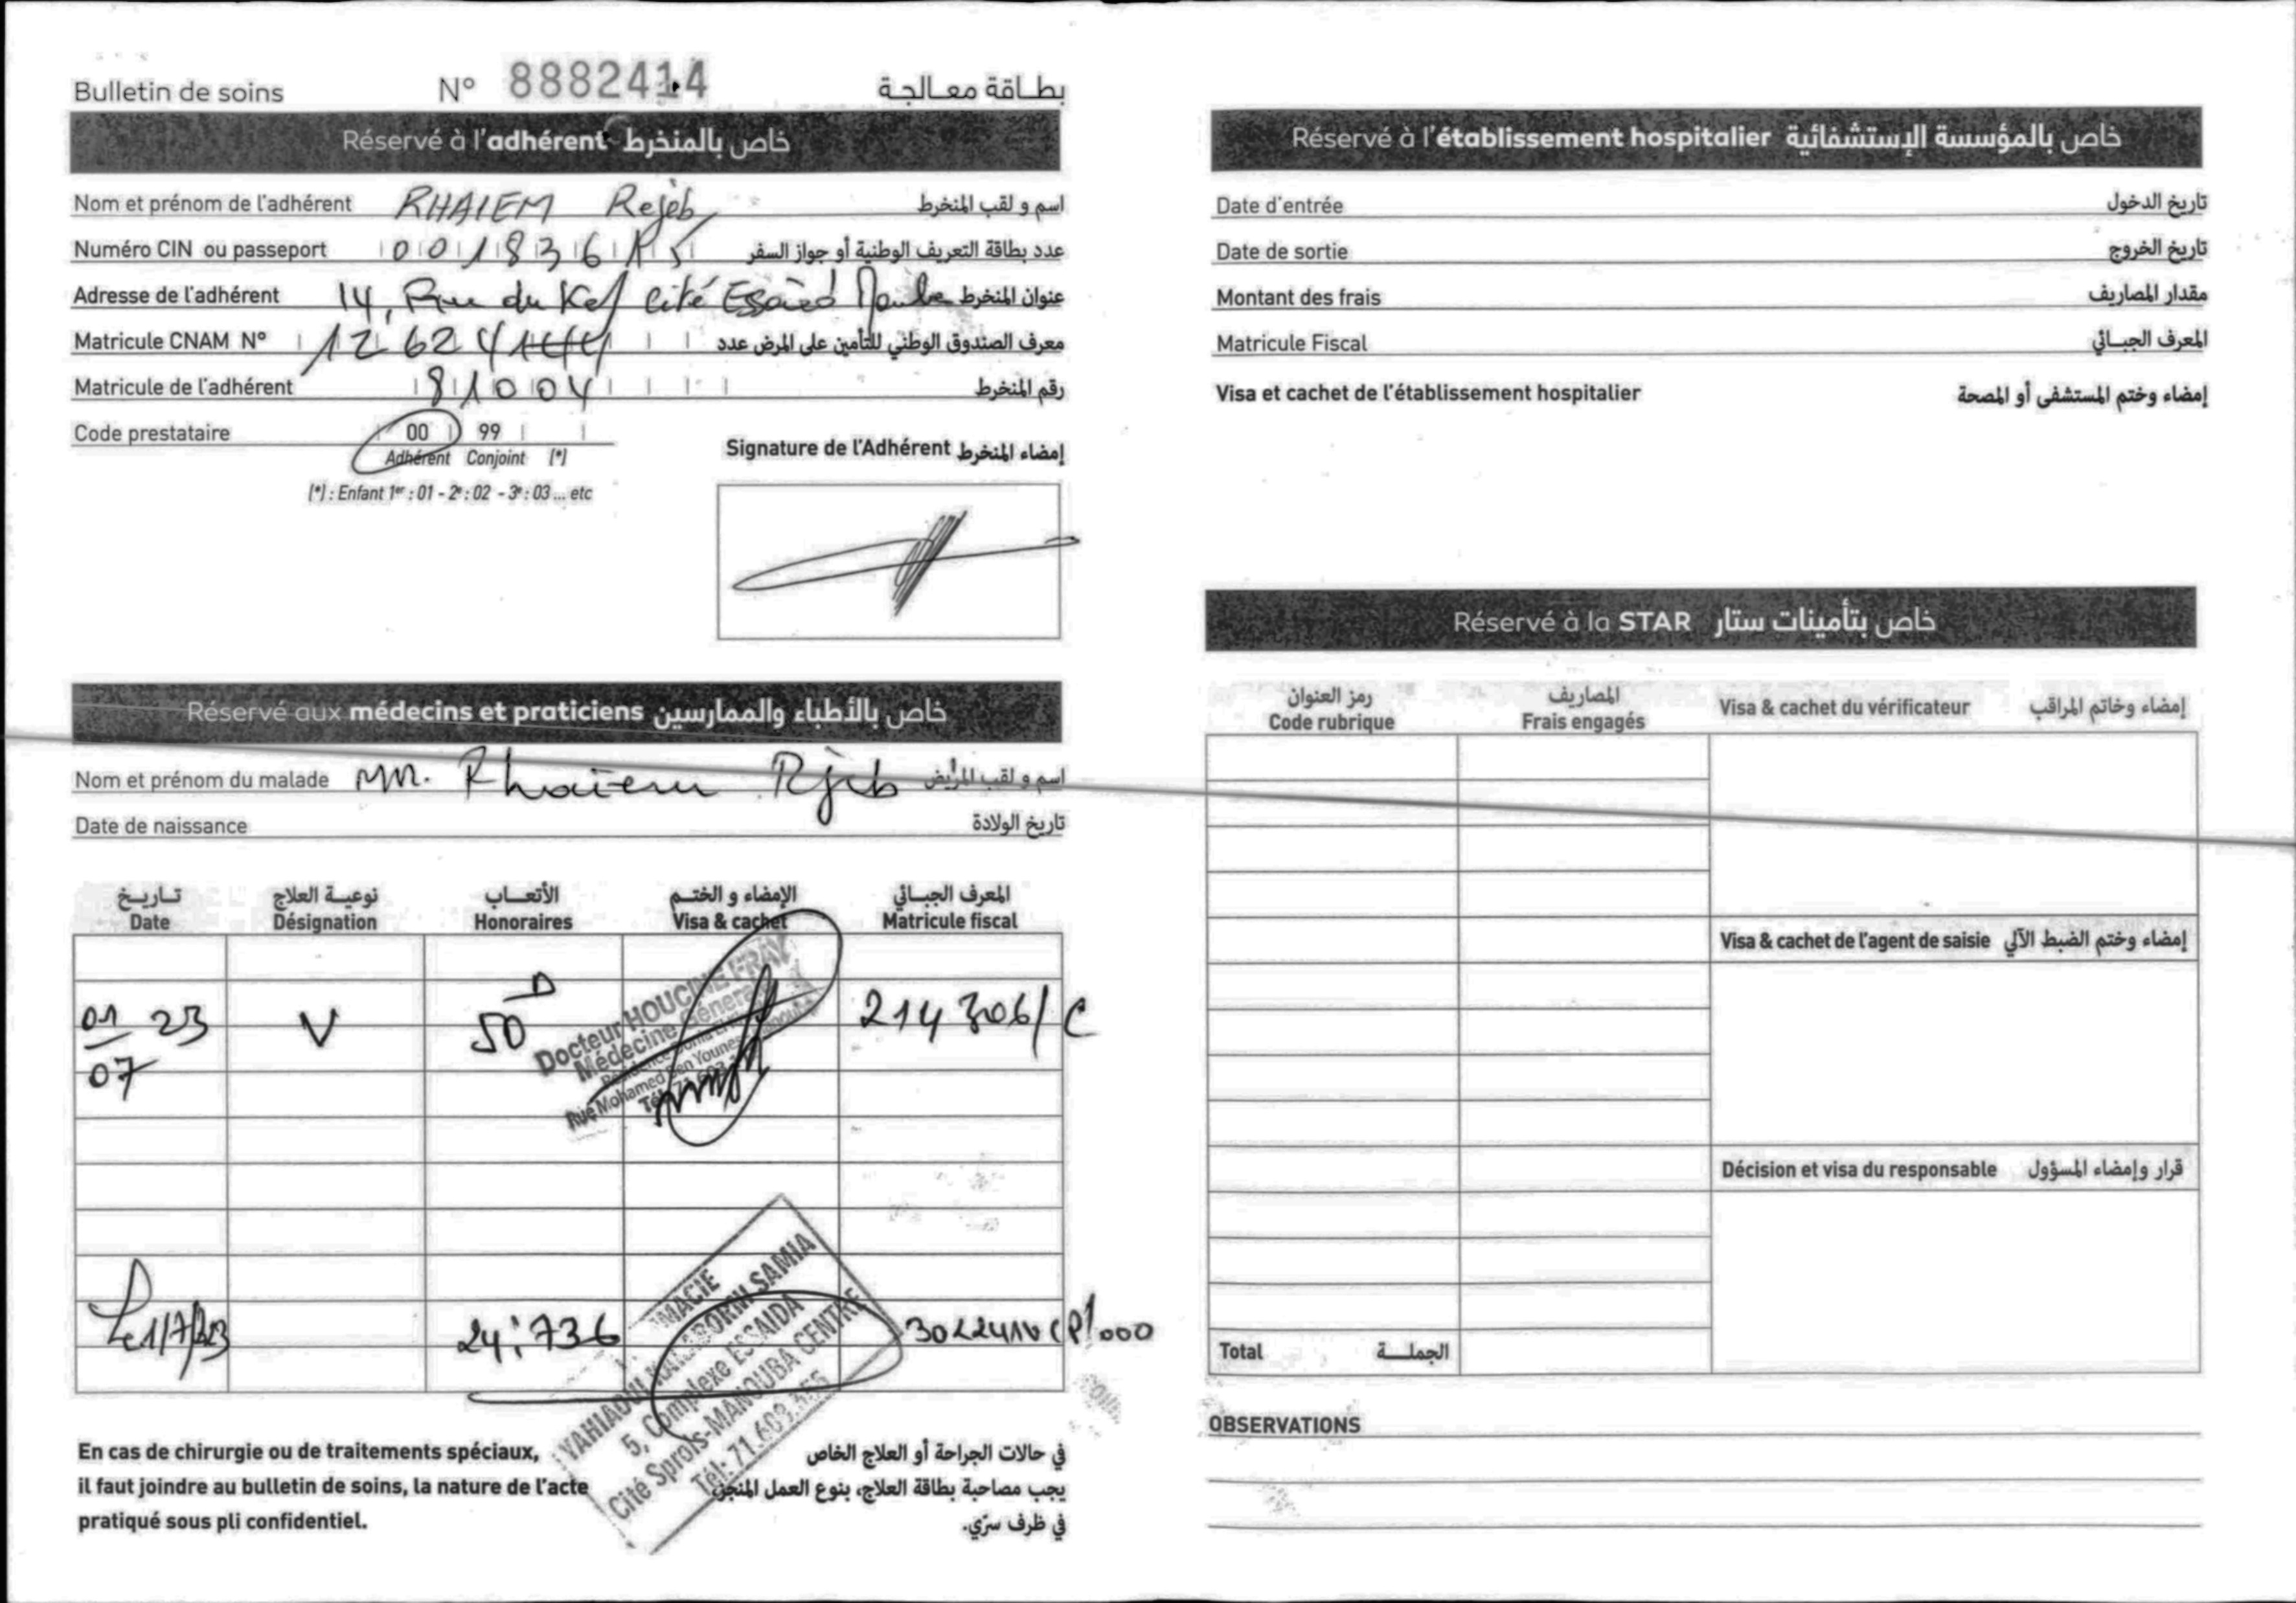 Bulletin de soins N° 8882414 بطاقة معالجة
Réservé à l'adhérent خاص بالمنخرط
Nom et prénom de l'adhérent RHAIEM Rejeb اسم و لقب المنخرط
Numéro CIN ou passeport 001836 عدد بطاقة التعريف الوطنية أو جواز السفر
Adresse de l'adhérent 14, Rue du Kef cité Essaied عنوان المنخرط
Matricule CNAM N° معرف الصندوق الوطني للتأمين على المرض عدد
Matricule de l'adhérent 81004 رقم المنخرط
Code prestataire 00 99
Adhérent Conjoint (*)
(*) : Enfant 1er : 01 - 2e : 02 - 3e : 03 ... etc
Signature de l'Adhérent إمضاء المنخرط
Réservé aux médecins et praticiens خاص بالأطباء والممارسين
Nom et prénom du malade Mr. Rhaiem Rjeb اسم و لقب المريض
Date de naissance تاريخ الولادة
تاريخ نوعية العلاج الأتعاب الإمضاء و الختم المعرف الجبائي
Date Désignation Honoraires Visa & cachet Matricule fiscal
01 23 V 50 D 214306/C
07
Docteur HOUCINE FRAY
Médecine Générale
Rue Mohamed Ben Younes
Le 1/7/23 24,736
SAMIA
5, Complexe ESSAIDA
Cité Sprols-MANOUBA CENTRE
Tél: 71.603.355
En cas de chirurgie ou de traitements spéciaux,
il faut joindre au bulletin de soins, la nature de l'acte
pratiqué sous pli confidentiel.
في حالات الجراحة أو العلاج الخاص
يجب مصاحبة بطاقة العلاج، بنوع العمل المنجز،
في ظرف سرّي.
Réservé à l'établissement hospitalier خاص بالمؤسسة الإستشفائية
Date d'entrée تاريخ الدخول
Date de sortie تاريخ الخروج
Montant des frais مقدار المصاريف
Matricule Fiscal المعرف الجبائي
Visa et cachet de l'établissement hospitalier إمضاء وختم المستشفى أو المصحة
Réservé à la STAR خاص بتأمينات ستار
رمز العنوان المصاريف
Code rubrique Frais engagés Visa & cachet du vérificateur إمضاء وخاتم المراقب
Visa & cachet de l'agent de saisie إمضاء وختم الضبط الآلي
Décision et visa du responsable قرار وإمضاء المسؤول
Total الجملة
OBSERVATIONS